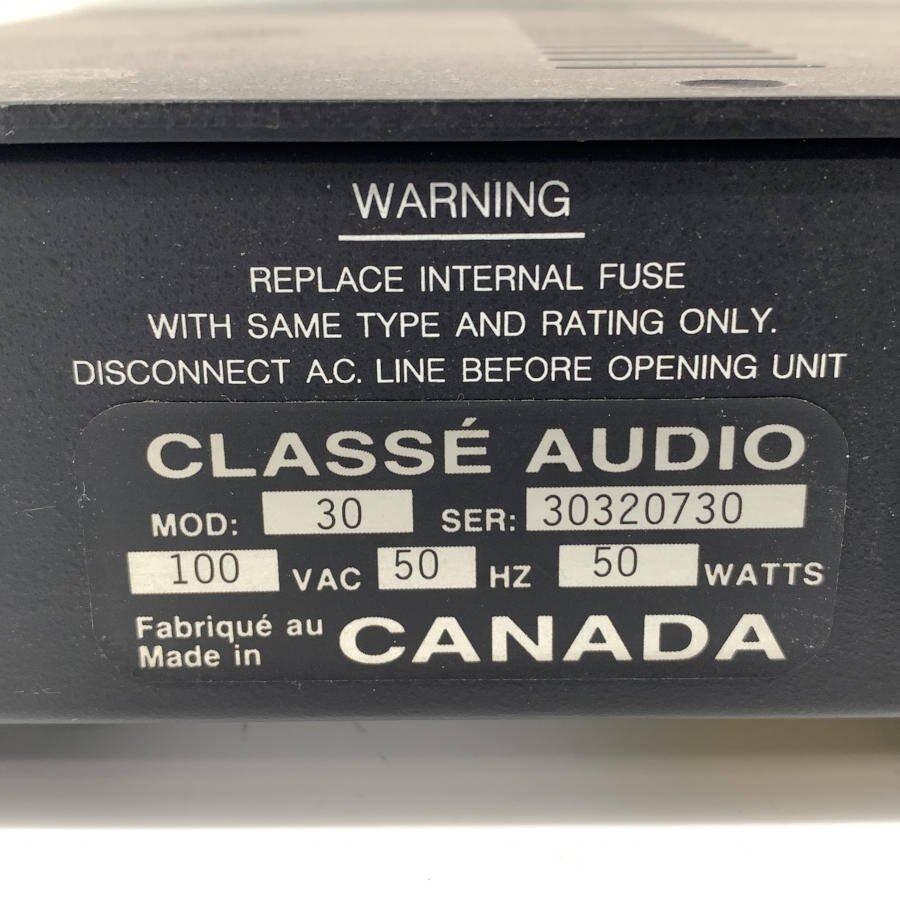 WARNING
REPLACE INTERNAL FUSE
WITH SAME TYPE AND RATING ONLY.
DISCONNECT A.C. LINE BEFORE OPENING UNIT
CLASSÉ AUDIO
MOD: 30 SER: 30320730
100 VAC 50 HZ 50 WATTS
Fabriqué au
Made in CANADA